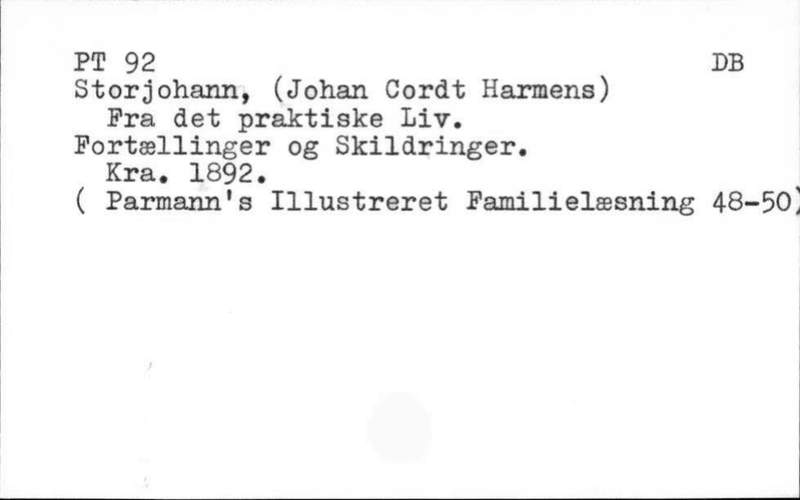 PT 92 DB
Storjohann, (Johan Cordt Harmens)
Fra det praktiske Liv.
Fortællinger og Skildringer.
Kra. 1892.
( Parmann's Illustreret Familielæsning 48-50)